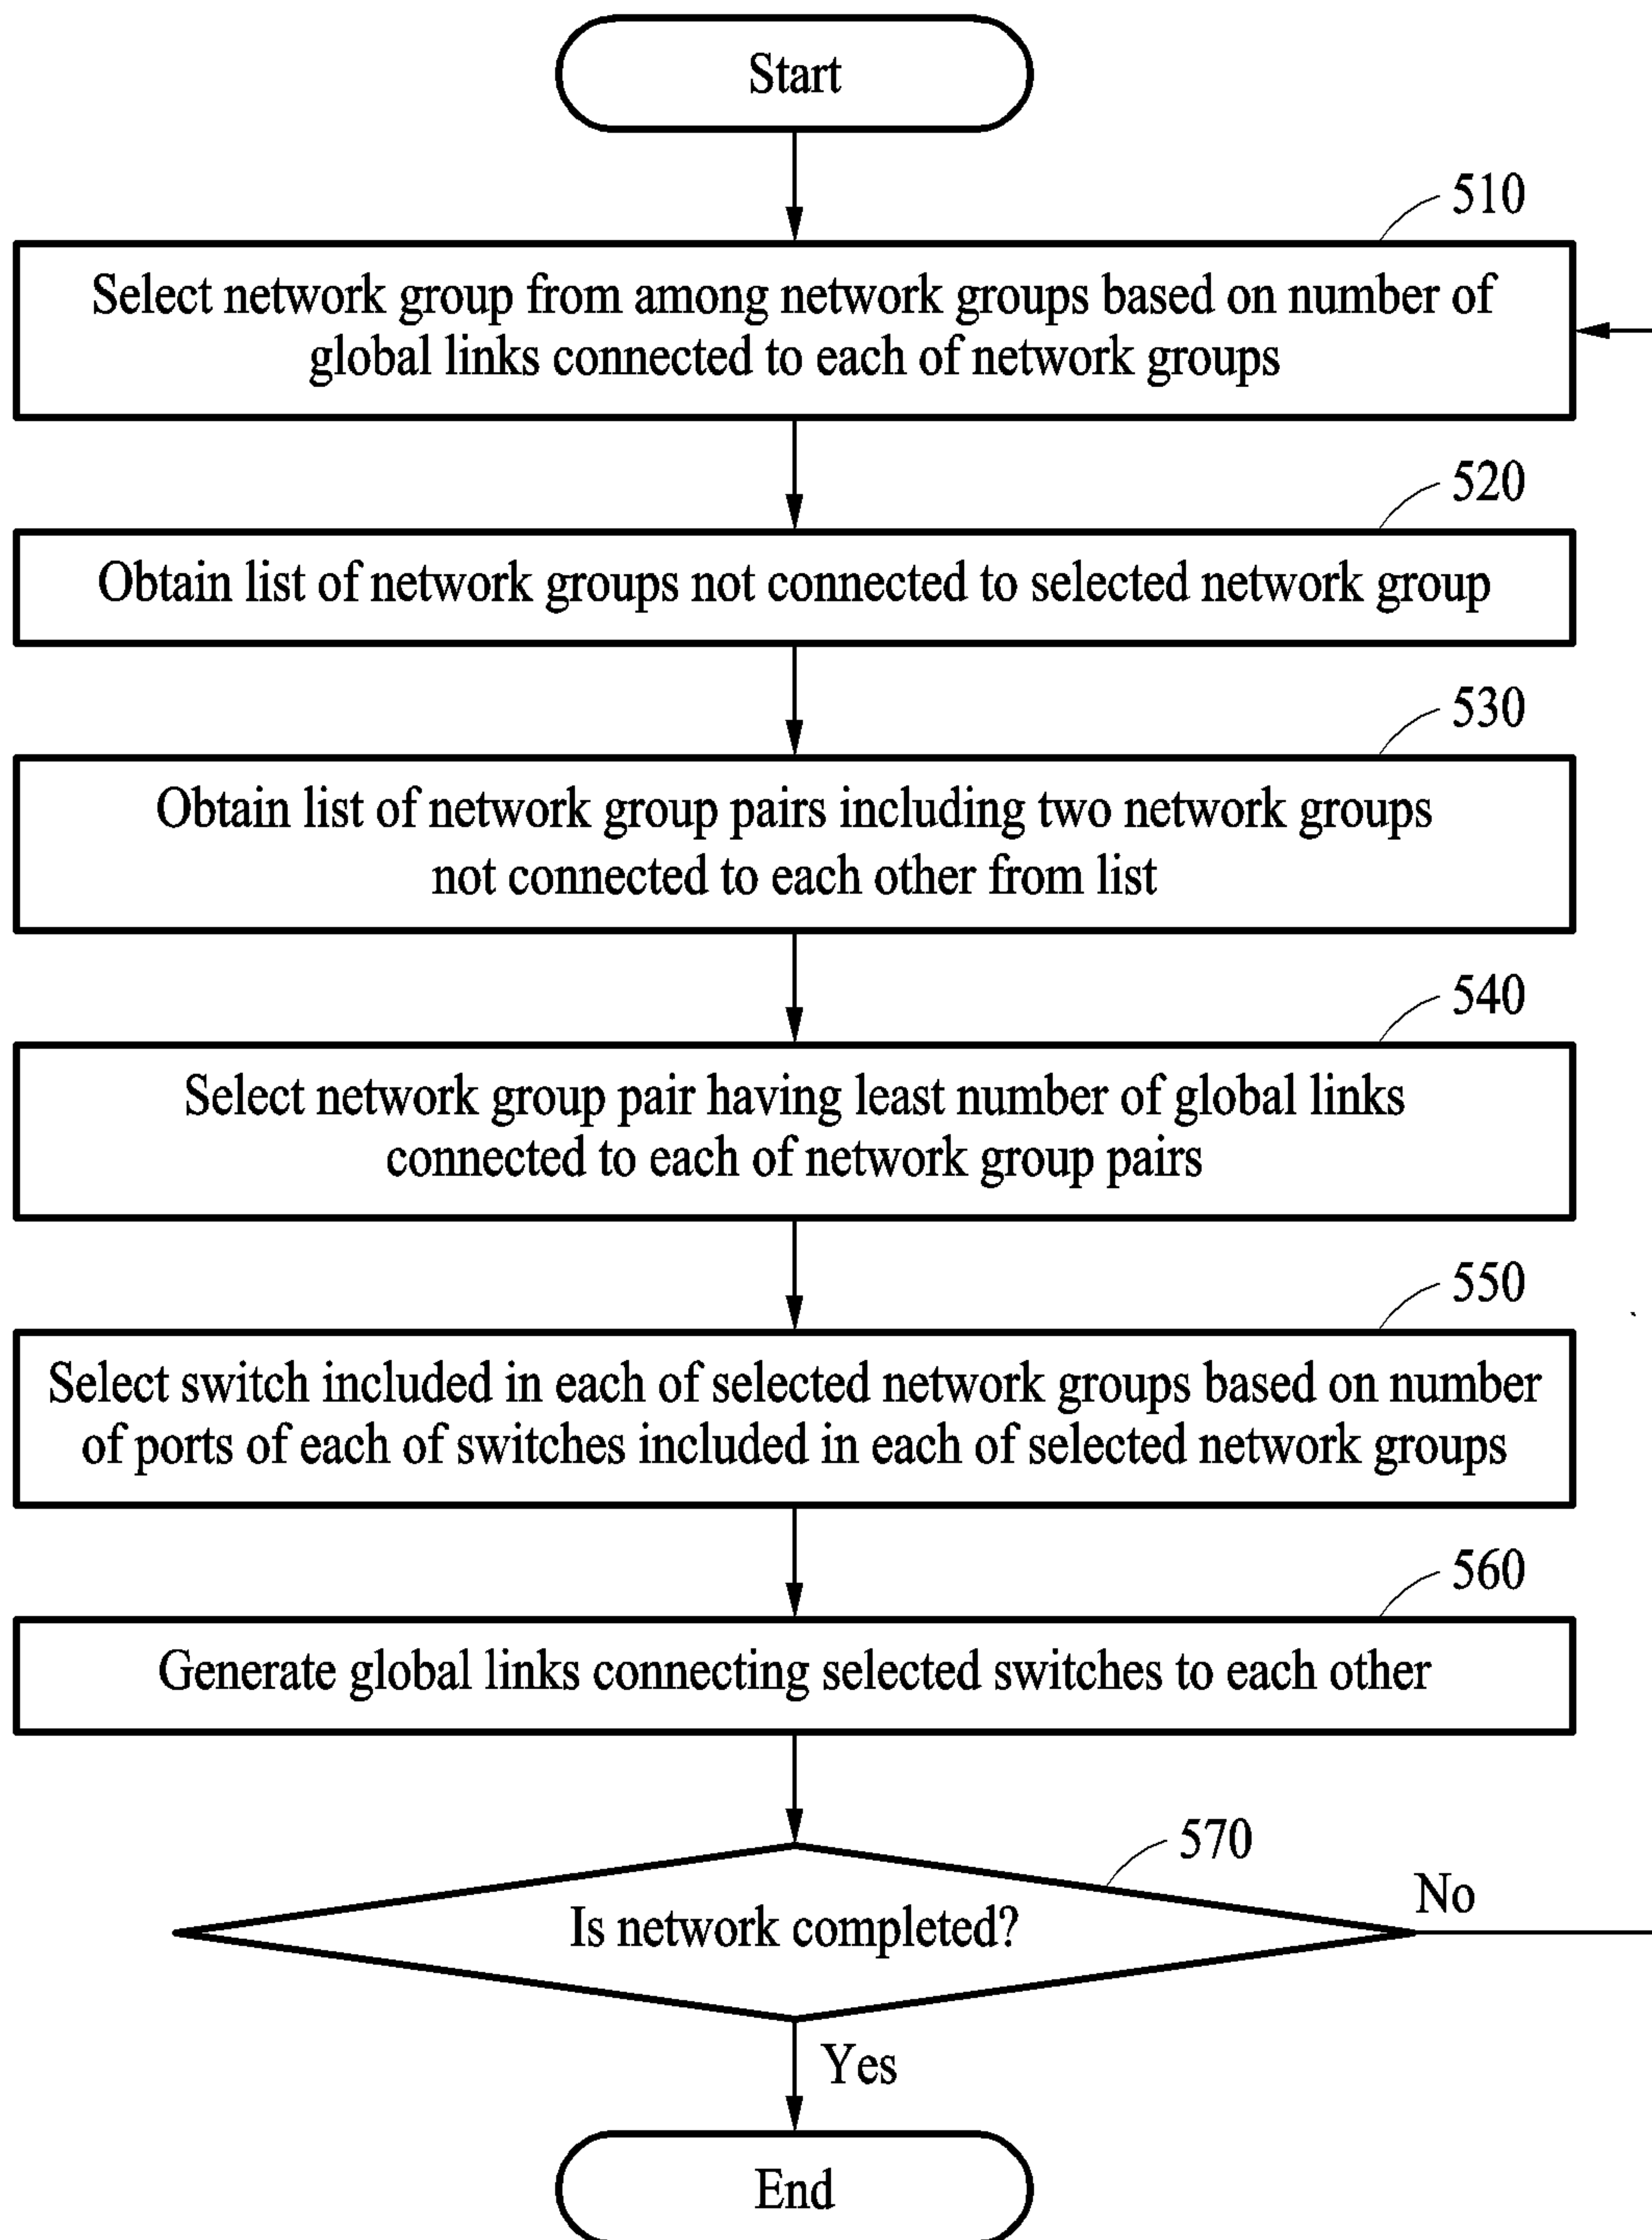 Start
510
Select network group from among network groups based on number of
global links connected to each of network groups
520
Obtain list of network groups not connected to selected network group
530
Obtain list of network group pairs including two network groups
not connected to each other from list
540
Select network group pair having least number of global links
connected to each of network group pairs
550
Select switch included in each of selected network groups based on number
of ports of each of switches included in each of selected network groups
560
Generate global links connecting selected switches to each other
570
Is network completed?
No
Yes
End